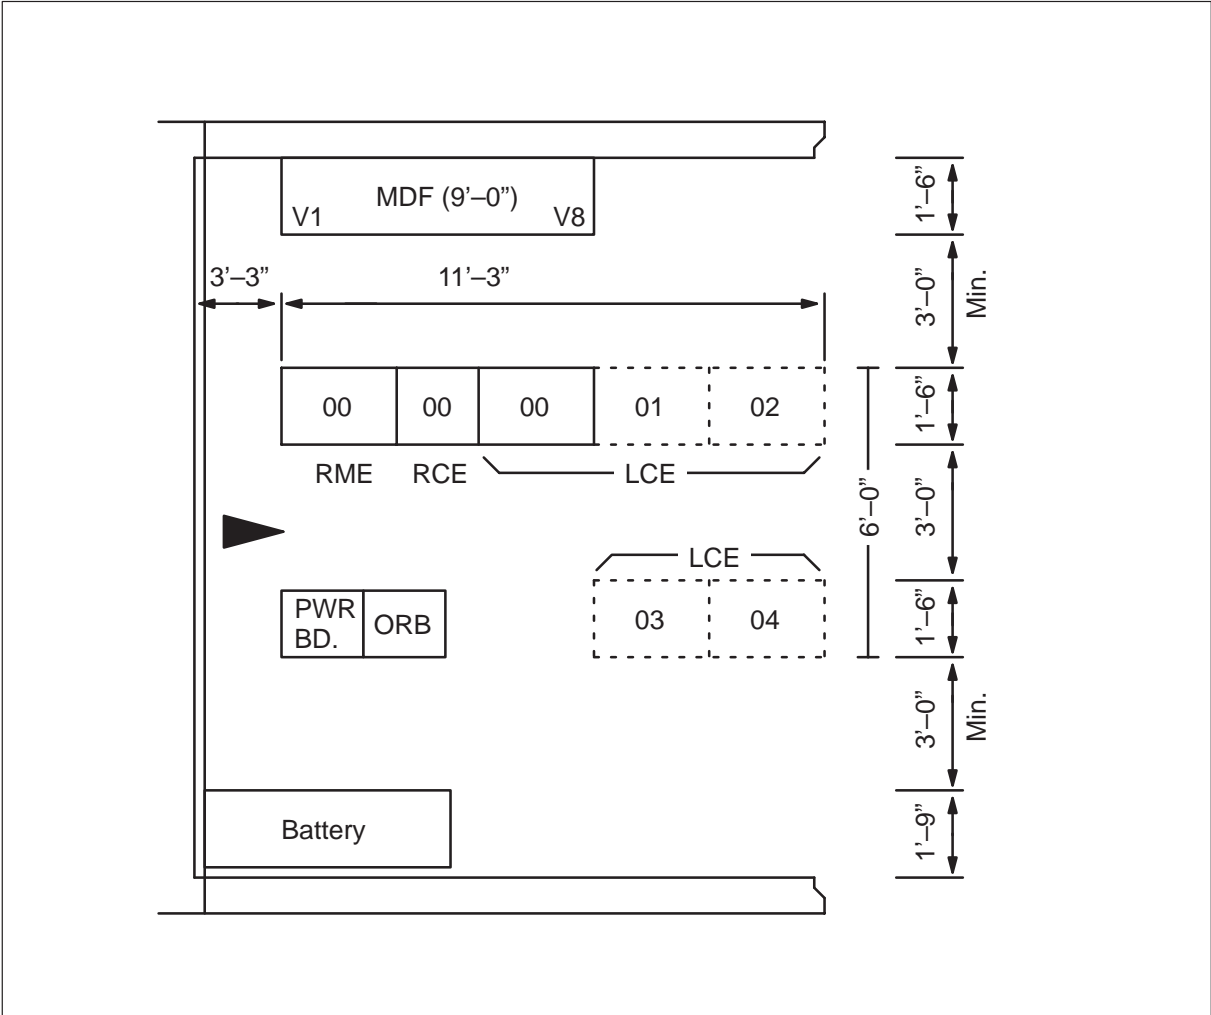 MDF (9’–0”)
V1
V8
1’–6”
3’–3”
11’–3”
3’–0”
Min.
00
00
00
01
02
1’–6”
RME
RCE
LCE
6’–0”
3’–0”
LCE
PWR
BD.
ORB
03
04
1’–6”
3’–0”
Min.
Battery
1’–9”